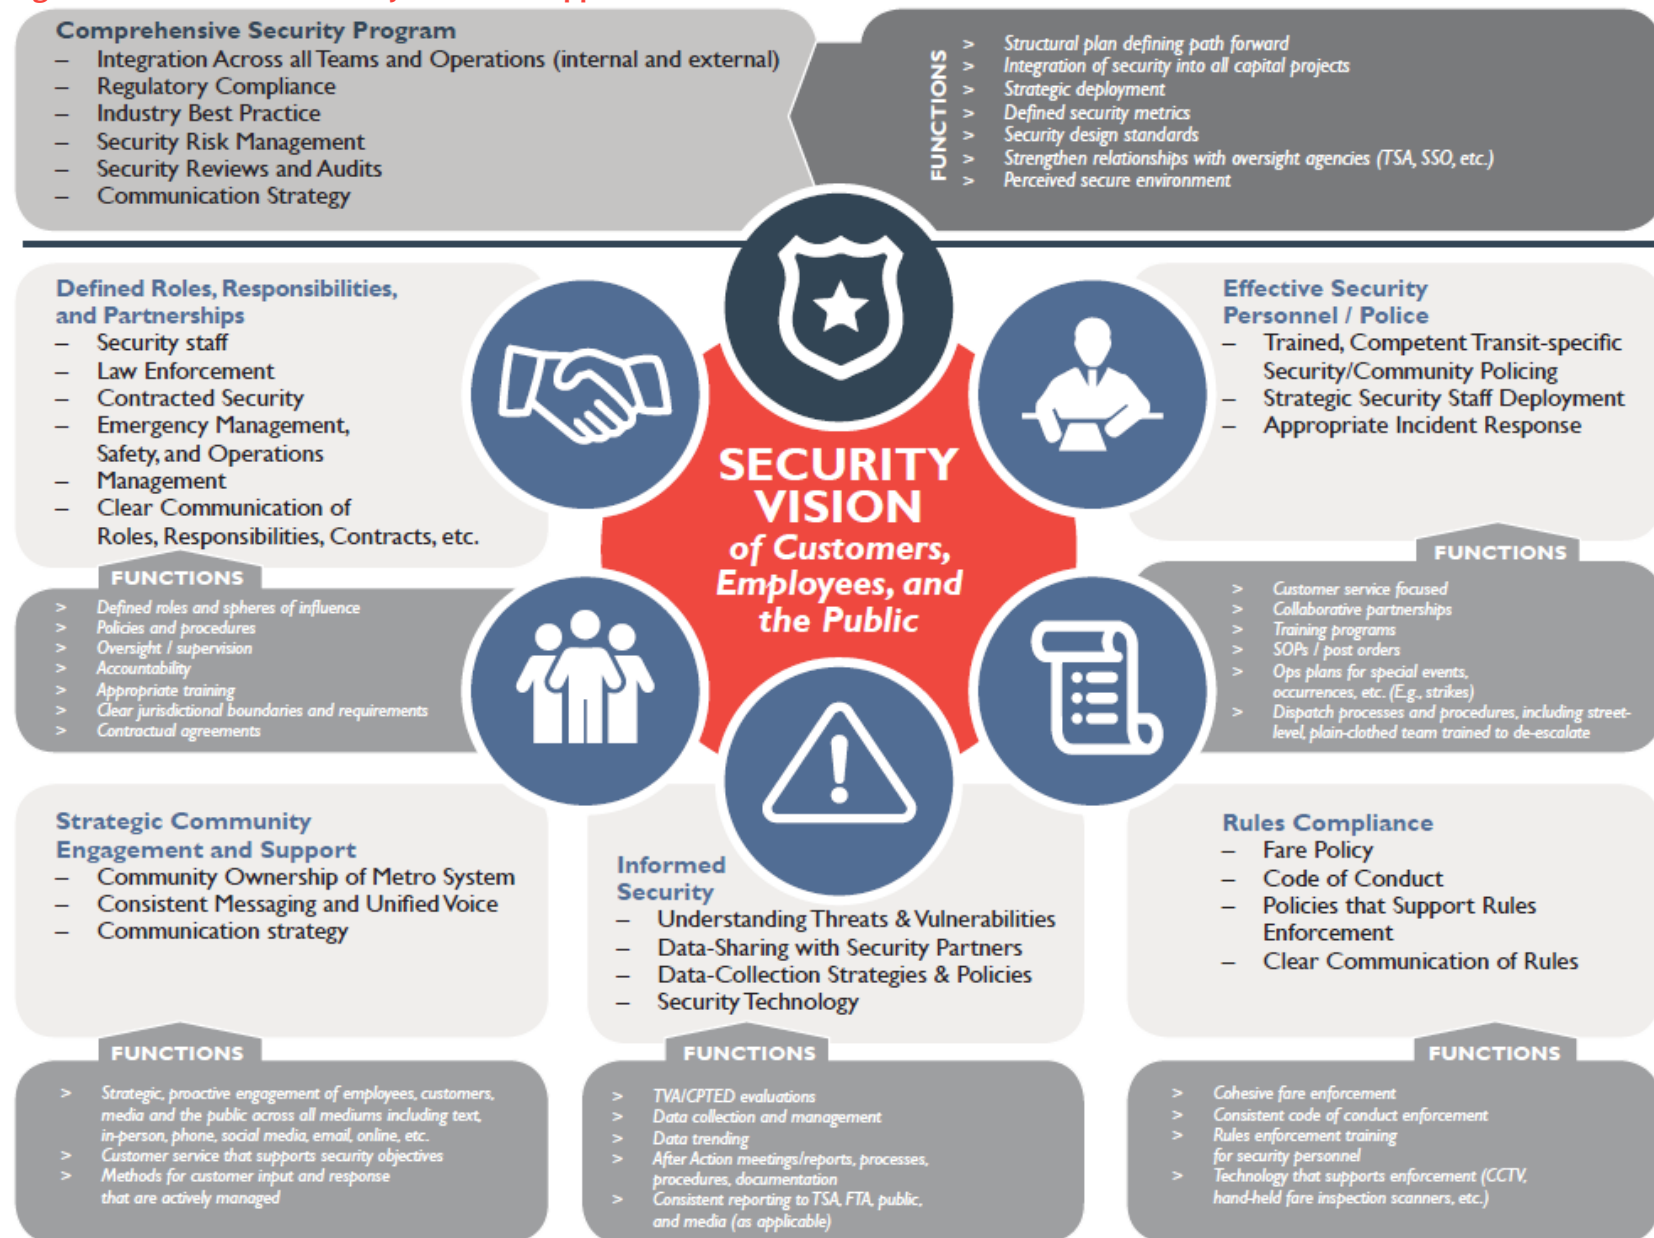 Comprehensive Security Program
– Integration Across all Teams and Operations (internal and external)
– Regulatory Compliance
– Industry Best Practice
– Security Risk Management
– Security Reviews and Audits
– Communication Strategy
FUNCTIONS
> Structural plan defining path forward
> Integration of security into all capital projects
> Strategic deployment
> Defined security metrics
> Security design standards
> Strengthen relationships with oversight agencies (TSA, SSO, etc.)
> Perceived secure environment
Defined Roles, Responsibilities,
and Partnerships
– Security staff
– Law Enforcement
– Contracted Security
– Emergency Management,
Safety, and Operations
– Management
– Clear Communication of
Roles, Responsibilities, Contracts, etc.
FUNCTIONS
> Defined roles and spheres of influence
> Policies and procedures
> Oversight / supervision
> Accountability
> Appropriate training
> Clear jurisdictional boundaries and requirements
> Contractual agreements
SECURITY
VISION
of Customers,
Employees, and
the Public
Effective Security
Personnel / Police
– Trained, Competent Transit-specific
Security/Community Policing
– Strategic Security Staff Deployment
– Appropriate Incident Response
FUNCTIONS
> Customer service focused
> Collaborative partnerships
> Training programs
> SOPs / post orders
> Ops plans for special events,
occurrences, etc. (E.g., strikes)
> Dispatch processes and procedures, including street-
level, plain-clothed team trained to de-escalate
Strategic Community
Engagement and Support
– Community Ownership of Metro System
– Consistent Messaging and Unified Voice
– Communication strategy
FUNCTIONS
> Strategic, proactive engagement of employees, customers,
media and the public across all mediums including text,
in-person, phone, social media, email, online, etc.
> Customer service that supports security objectives
> Methods for customer input and response
that are actively managed
Informed
Security
– Understanding Threats & Vulnerabilities
– Data-Sharing with Security Partners
– Data-Collection Strategies & Policies
– Security Technology
FUNCTIONS
> TVA/CPTED evaluations
> Data collection and management
> Data trending
> After Action meetings/reports, processes,
procedures, documentation
> Consistent reporting to TSA, FTA, public,
and media (as applicable)
Rules Compliance
– Fare Policy
– Code of Conduct
– Policies that Support Rules
Enforcement
– Clear Communication of Rules
FUNCTIONS
> Cohesive fare enforcement
> Consistent code of conduct enforcement
> Rules enforcement training
for security personnel
> Technology that supports enforcement (CCTV,
hand-held fare inspection scanners, etc.)